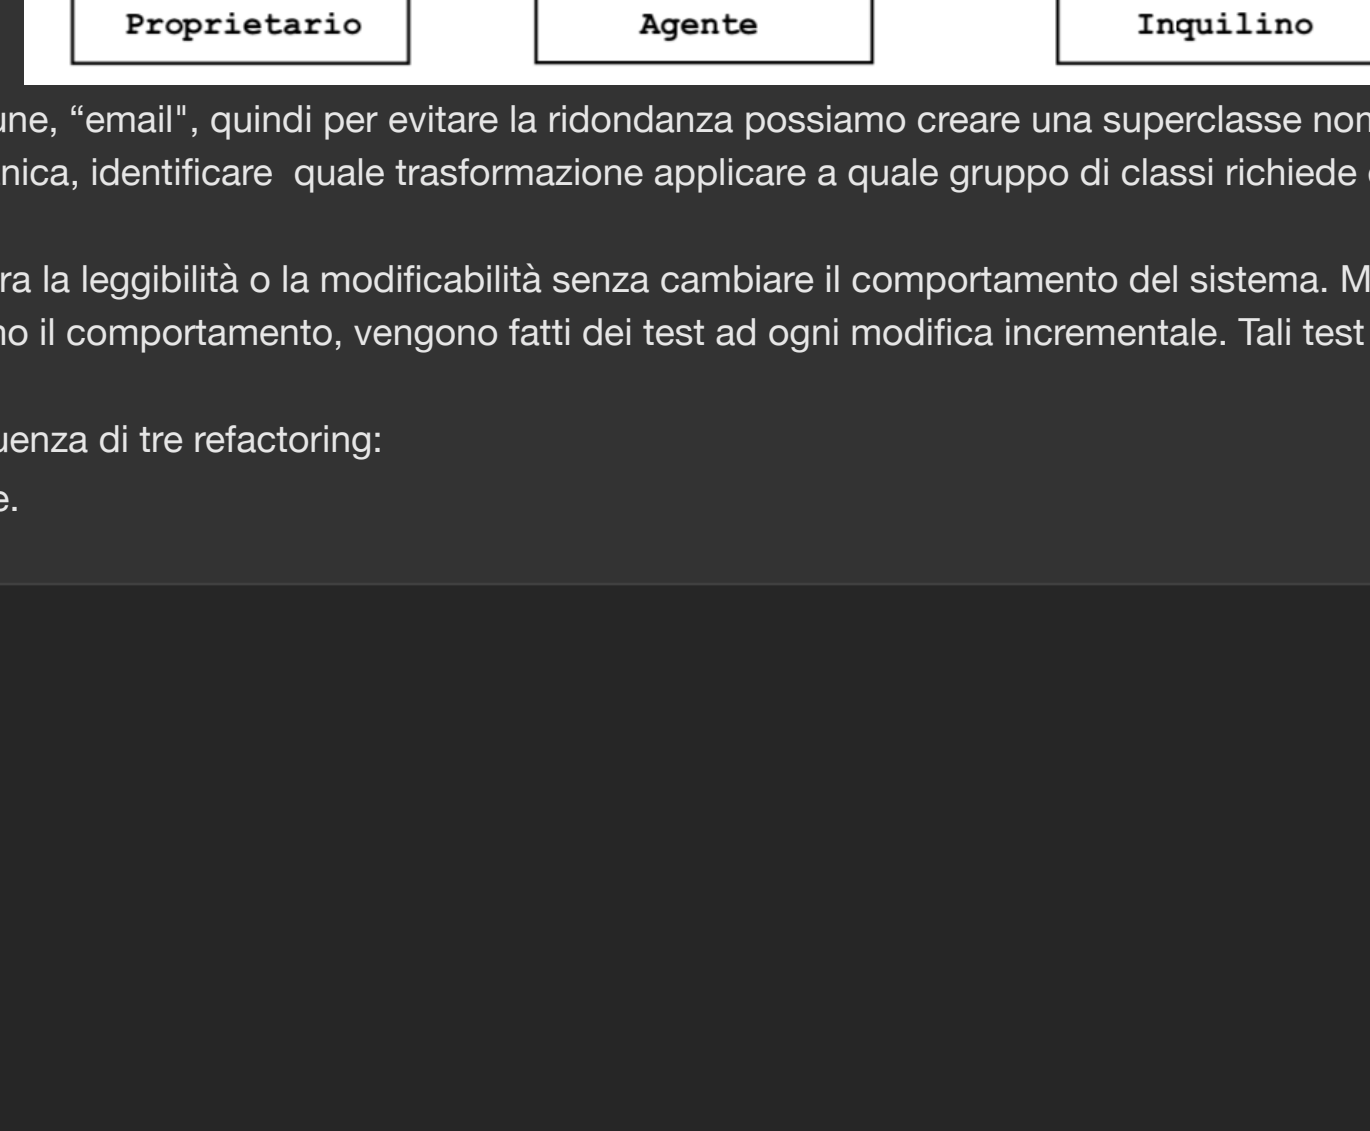 Proprietario Agente Inquilino
une, “email", quindi per evitare la ridondanza possiamo creare una superclasse nom
nica, identificare  quale trasformazione applicare a quale gruppo di classi richiede
ra la leggibilità o la modificabilità senza cambiare il comportamento del sistema. M
no il comportamento, vengono fatti dei test ad ogni modifica incrementale. Tali test
uenza di tre refactoring:
e.